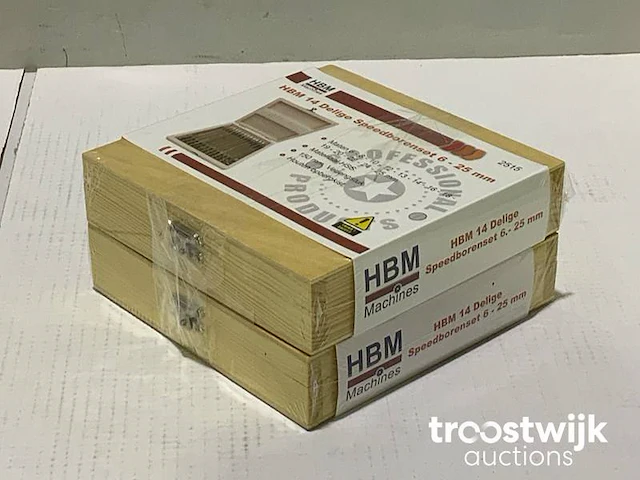 HBM
Machines
HBM 14 Delige Speedborenset 6 - 25 mm
PROFESSIONAL
2515
HBM
Machines
HBM 14 Delige
Speedborenset 6 - 25 mm
HBM
Machines
HBM 14 Delige
Speedborenset 6 - 25 mm
troostwijk
auctions